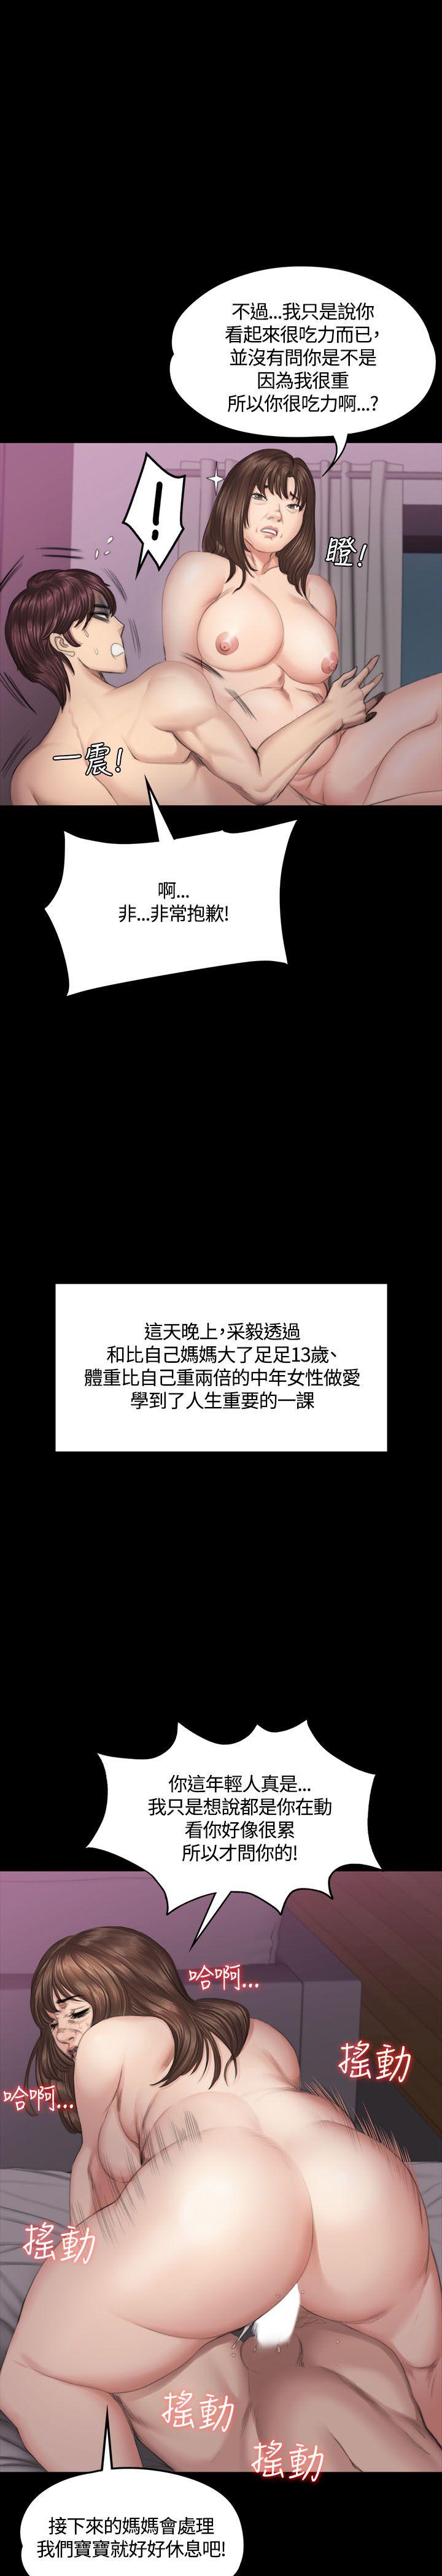 不過...我只是說你
看起來很吃力而已,
並沒有問你是不是
因為我很重
所以你很吃力啊...?
!
瞪!
一震!
啊...
非...非常抱歉!
這天晚上,采毅透過
和比自己媽媽大了足足13歲、
體重比自己重兩倍的中年女性做愛
學到了人生重要的一課
你這年輕人真是...
我只是想說都是你在動
看你好像很累
所以才問你的!
哈啊...
搖動
哈啊...
搖動
搖動
搖動
接下來的媽媽會處理
我們寶寶就好好休息吧!